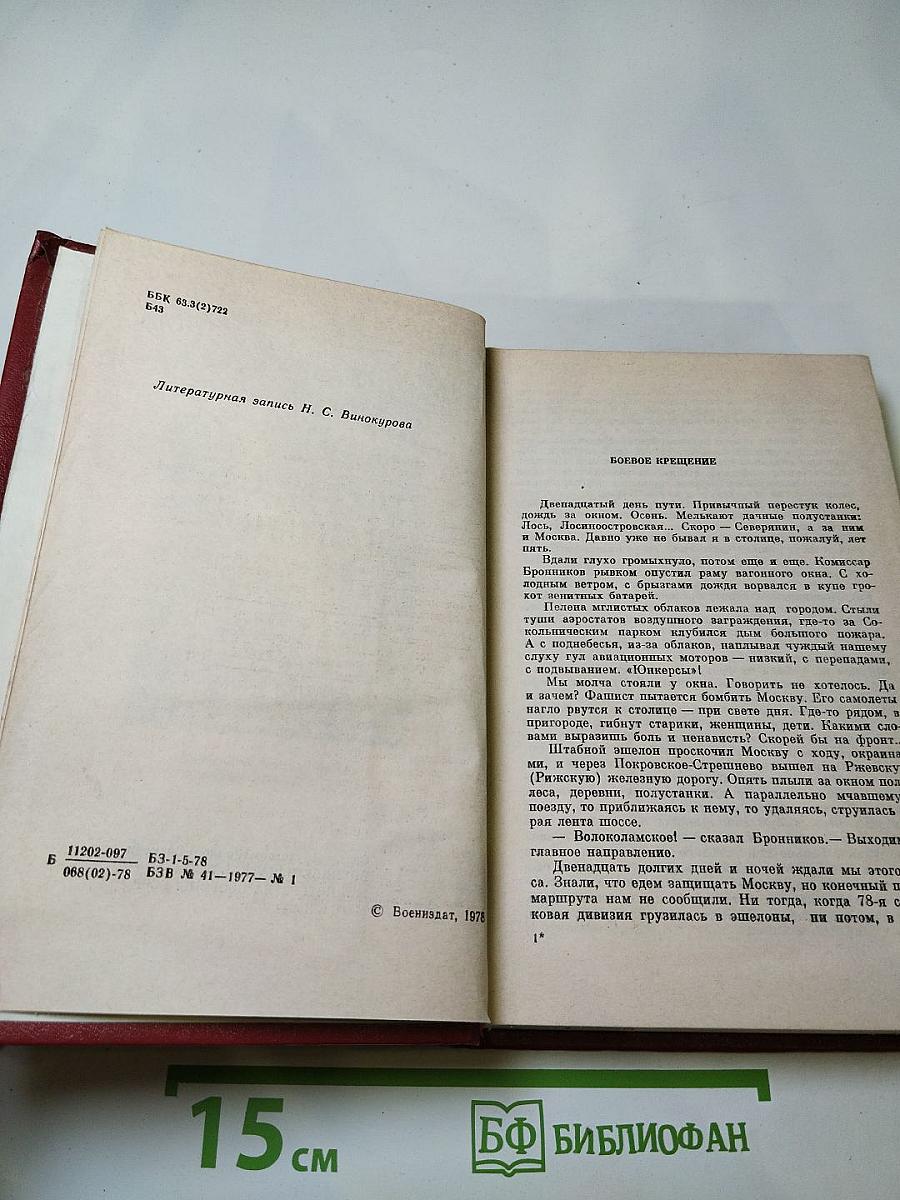 ББК 63.3(2)722
Б43
Литературная запись Н. С. Винокурова
Б 11202-097 БЗ-1-5-78
068(02)-78 БЗВ № 41—1977— № 1
© Воениздат, 1978
БОЕВОЕ КРЕЩЕНИЕ
Двенадцатый день пути. Привычный перестук колес,
дождь за окном. Осень. Мелькают дачные полустанки:
Лось, Лосиноостровская... Скоро — Северянин, а за ним
и Москва. Давно уже не бывал я в столице, пожалуй, лет
пять.
Вдали глухо громыхнуло, потом еще и еще. Комиссар
Бронников рывком опустил раму вагонного окна. С хо-
лодным ветром, с брызгами дождя ворвался в купе гро-
хот зенитных батарей.
Пелена мглистых облаков лежала над городом. Стыли
туши аэростатов воздушного заграждения, где-то за Со-
кольническим парком клубился дым большого пожара.
А с поднебесья, из-за облаков, наплывал чуждый нашему
слуху гул авиационных моторов — низкий, с перепадами,
с подвыванием. «Юнкерсы»!
Мы молча стояли у окна. Говорить не хотелось. Да
и зачем? Фашист пытается бомбить Москву. Его самолеты
нагло рвутся к столице — при свете дня. Где-то рядом, в
пригороде, гибнут старики, женщины, дети. Какими сло-
вами выразишь боль и ненависть? Скорей бы на фронт...
Штабной эшелон проскочил Москву с ходу, окраина
ми, и через Покровское-Стрешнево вышел на Ржевску
(Рижскую) железную дорогу. Опять плыли за окном пол
леса, деревни, полустанки. А параллельно мчавшему
поезду, то приближаясь к нему, то удаляясь, струилась
рая лента шоссе.
— Волоколамское! — сказал Бронников.— Выходим
главное направление.
Двенадцать долгих дней и ночей ждали мы этого
са. Знали, что едем защищать Москву, но конечный п
маршрута нам не сообщили. Ни тогда, когда 78-я с
ковая дивизия грузилась в эшелоны, ни потом, в
1*
15 см
БФ БИБЛИОФАН